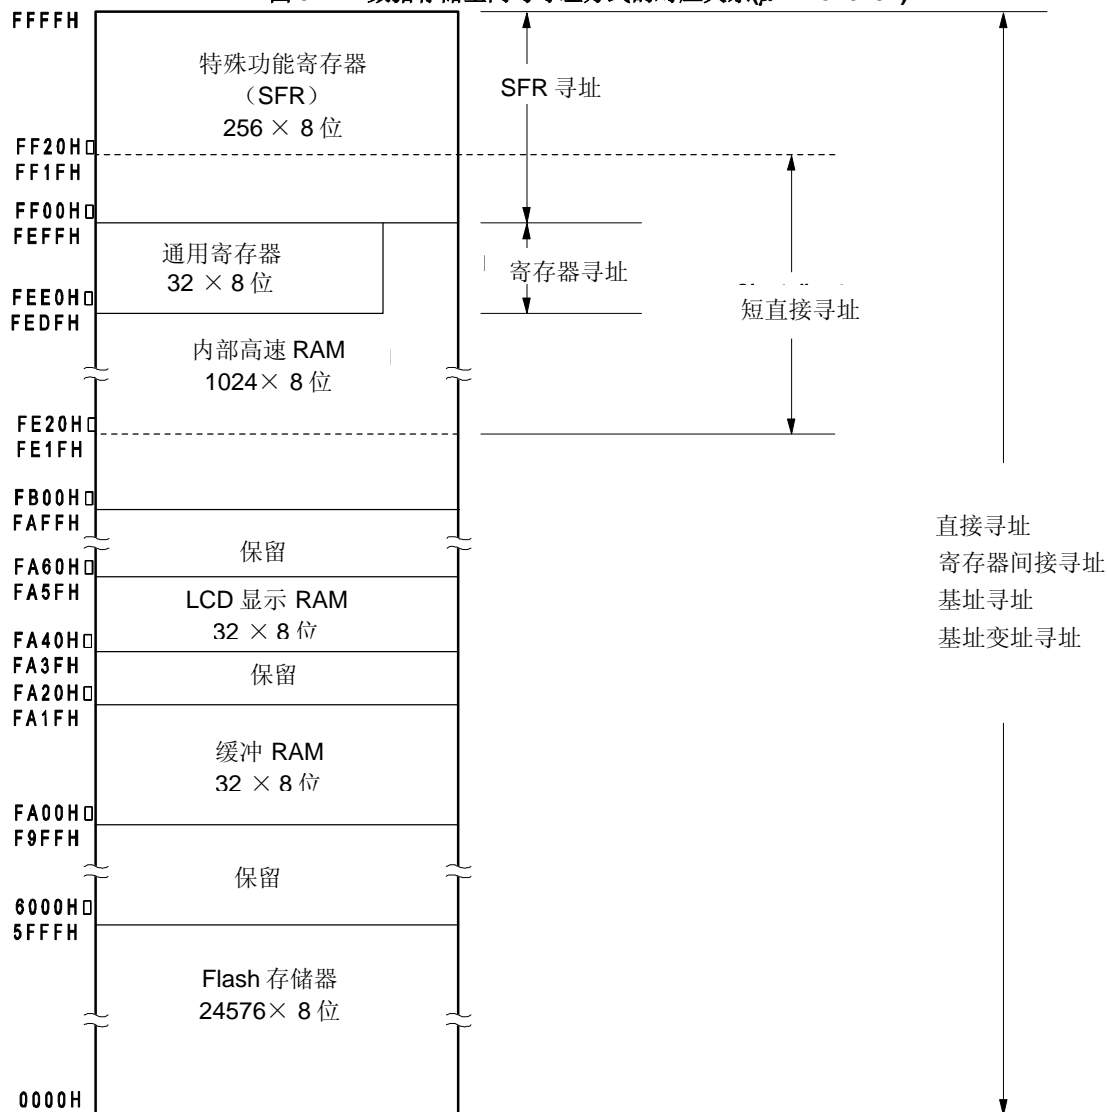 FFFFH
特殊功能寄存器
（SFR）
256 × 8 位
SFR 寻址
FF20H
FF1FH
FF00H
FEFFH
通用寄存器
32 × 8 位
寄存器寻址
FEE0H
FEDFH
短直接寻址
内部高速 RAM
1024× 8 位
FE20H
FE1FH
FB00H
FAFFH
保留
FA60H
FA5FH
LCD 显示 RAM
32 × 8 位
FA40H
FA3FH
保留
FA20H
FA1FH
缓冲 RAM
32 × 8 位
FA00H
F9FFH
保留
6000H
5FFFH
Flash 存储器
24576× 8 位
0000H
直接寻址
寄存器间接寻址
基址寻址
基址变址寻址